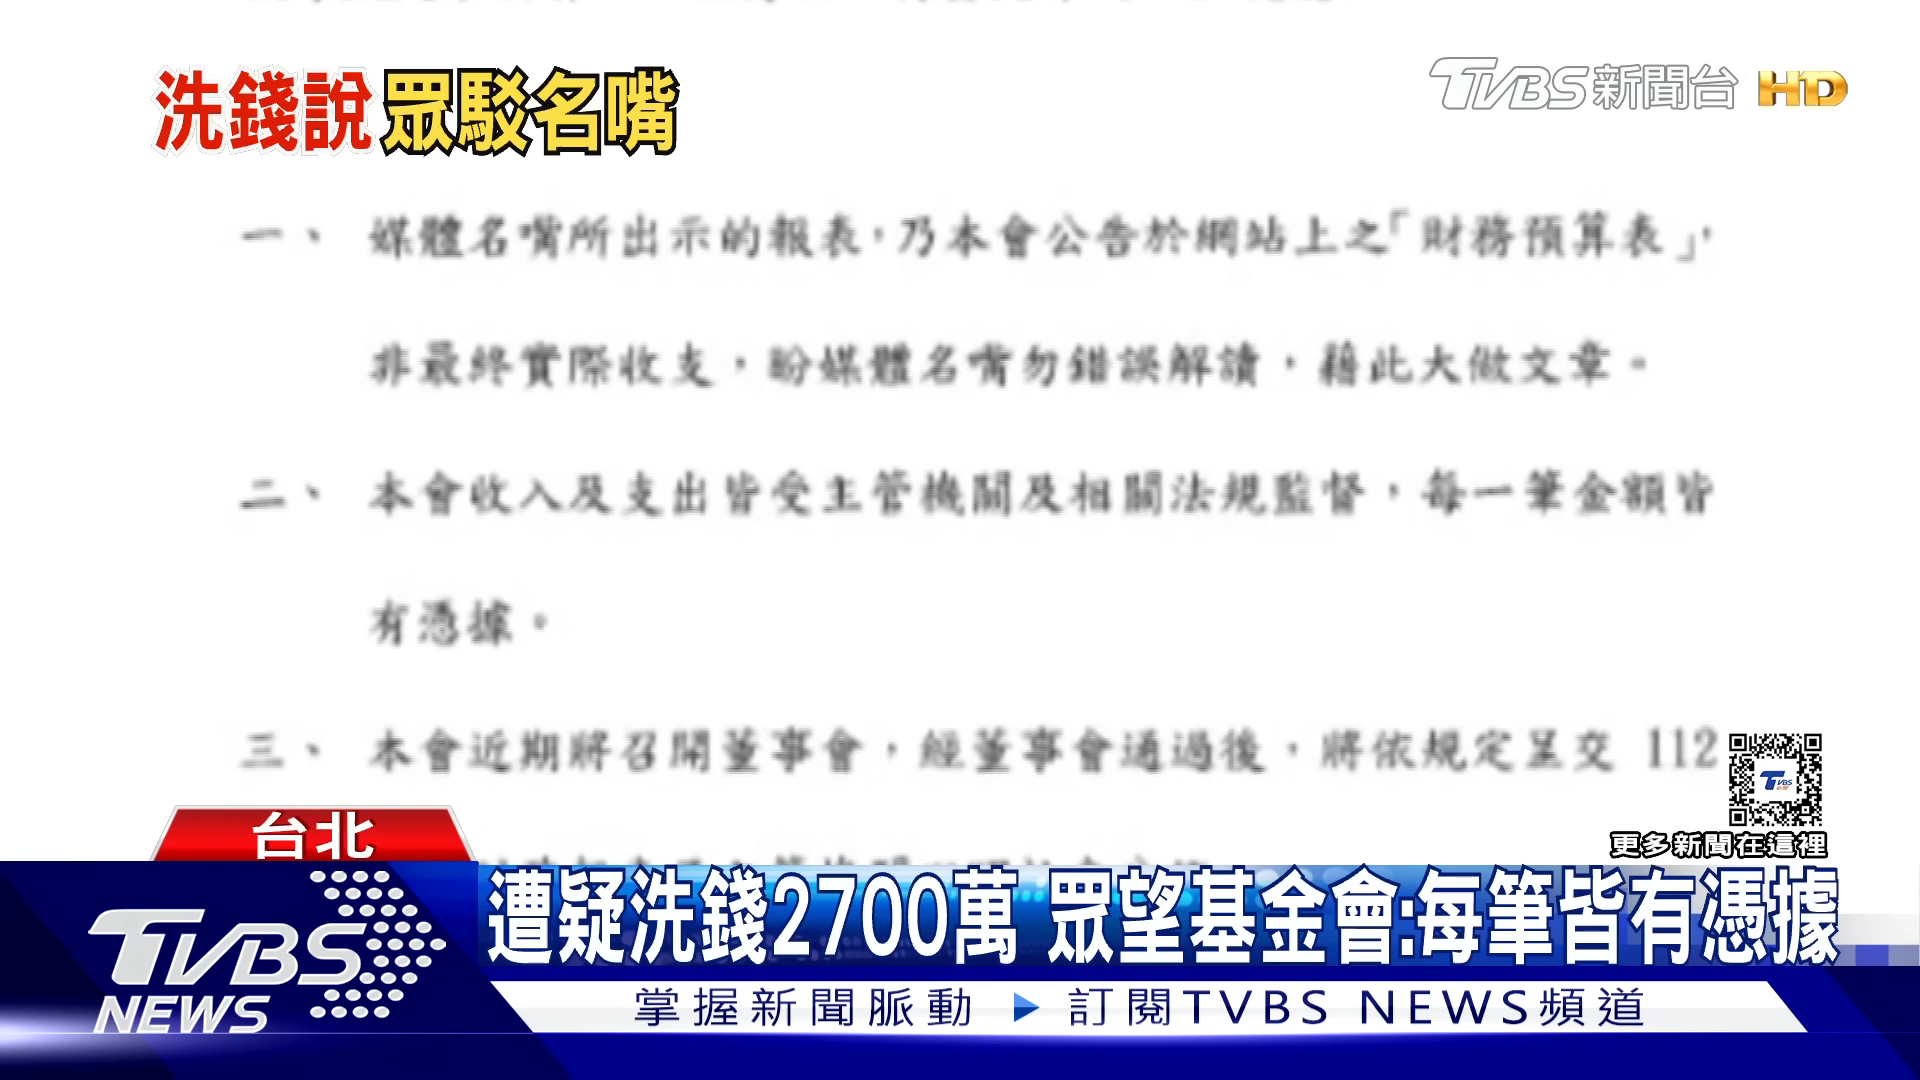 洗錢說 眾駁名嘴
TVBS新聞台 HD
一、 媒體名嘴所出示的報表，乃本會公告於網站上之「財務預算表」，
非最終實際收支，盼媒體名嘴勿錯誤解讀，藉此大做文章。
二、 本會收入及支出皆受主管機關及相關法規監督，每一筆金額皆
有憑據。
三、 本會近期將召開董事會，經董事會通過後，將依規定呈交 112
TVBS
更多新聞在這裡
台北
遭疑洗錢2700萬 眾望基金會:每筆皆有憑據
TVBS NEWS
掌握新聞脈動 ▶ 訂閱TVBS NEWS頻道